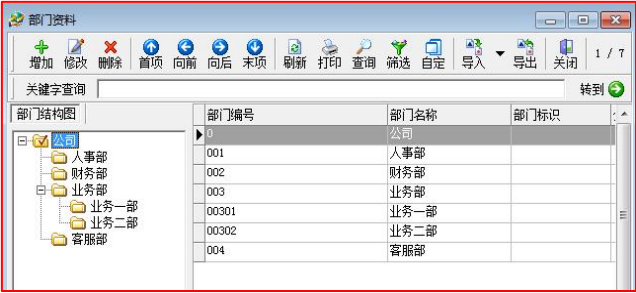 部门资料
增加 修改 删除 首项 向前 向后 末项 刷新 打印 查询 筛选 自定 导入 导出 关闭 1 / 7
关键字查询 转到
部门结构图
公司
人事部
财务部
业务部
业务一部
业务二部
客服部
部门编号 部门名称 部门标识
0 公司
001 人事部
002 财务部
003 业务部
00301 业务一部
00302 业务二部
004 客服部